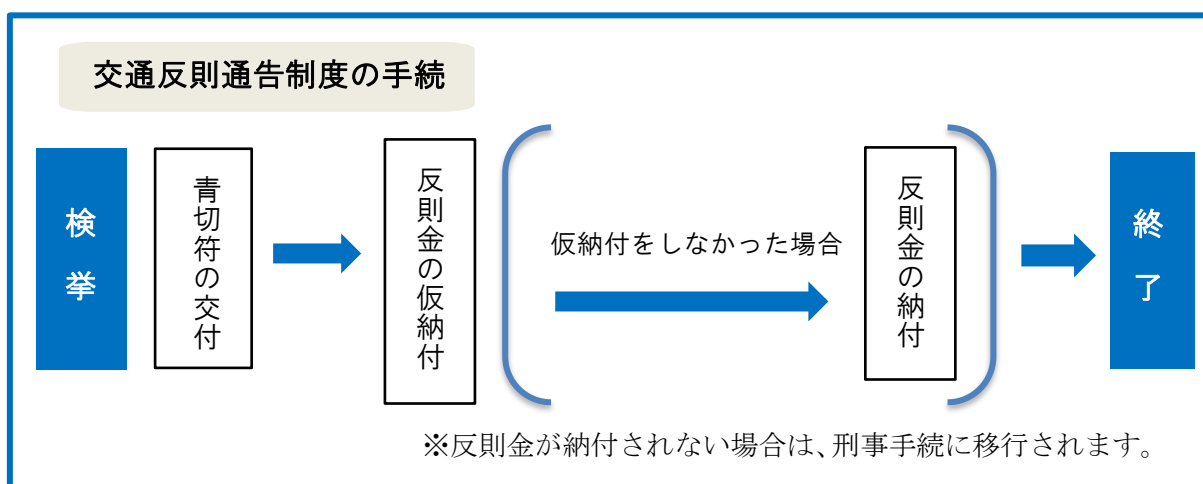 交通反則通告制度の手続
検挙
青切符の交付
反則金の仮納付
仮納付をしなかった場合
反則金の納付
終了
※反則金が納付されない場合は、刑事手続に移行されます。